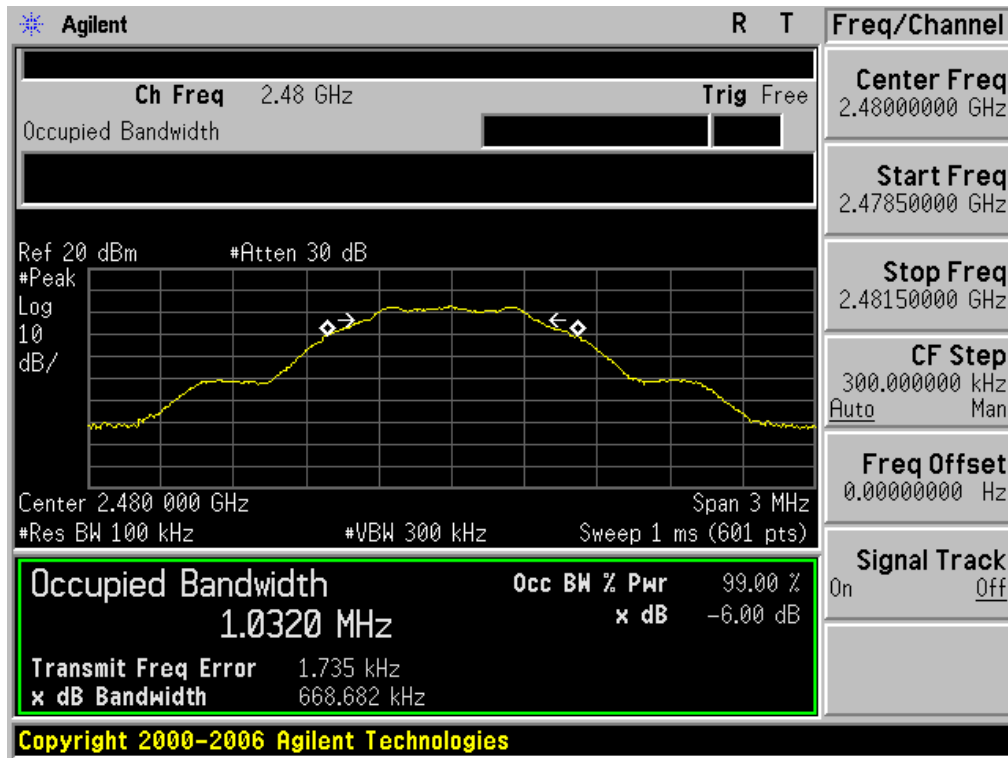 Agilent R T Freq/Channel
Ch Freq 2.48 GHz Trig Free
Occupied Bandwidth
Center Freq
2.48000000 GHz
Start Freq
2.47850000 GHz
Stop Freq
2.48150000 GHz
CF Step
300.000000 kHz
Auto Man
Freq Offset
0.00000000 Hz
Signal Track
On Off
Ref 20 dBm #Atten 30 dB
#Peak
Log
10
dB/
Center 2.480 000 GHz Span 3 MHz
#Res BW 100 kHz #VBW 300 kHz Sweep 1 ms (601 pts)
Occupied Bandwidth Occ BW % Pwr 99.00 %
1.0320 MHz x dB -6.00 dB
Transmit Freq Error 1.735 kHz
x dB Bandwidth 668.682 kHz
Copyright 2000-2006 Agilent Technologies